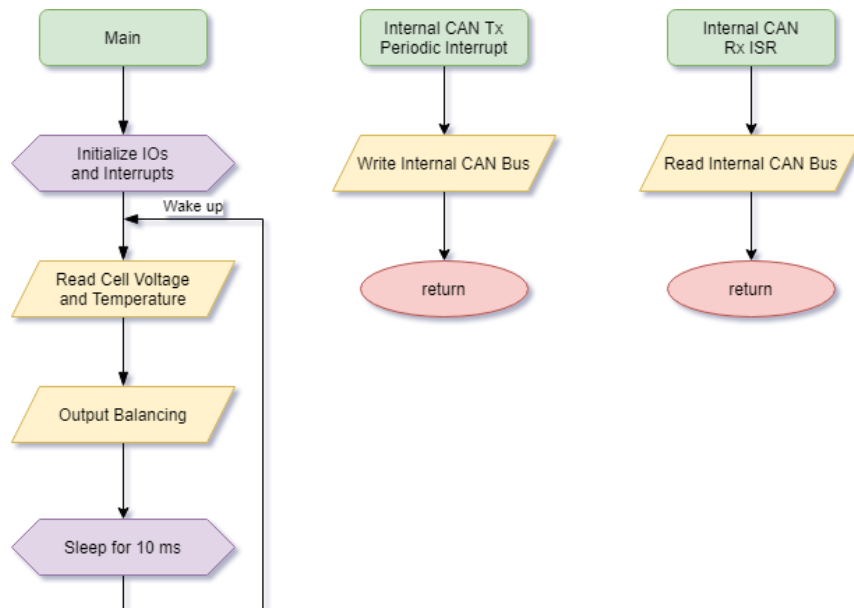 Main
Internal CAN Tx
Periodic Interrupt
Internal CAN
Rx ISR
Initialize IOs
and Interrupts
Write Internal CAN Bus
Read Internal CAN Bus
Wake up
Read Cell Voltage
and Temperature
return
return
Output Balancing
Sleep for 10 ms